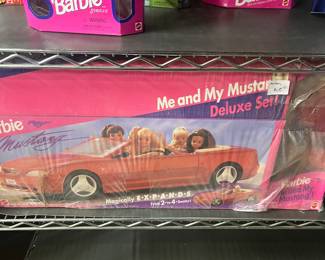 Barbie
Me and My Mustang
Deluxe Set
Barbie
Mustang
Magically E·X·P·A·N·D·S
from 2-to-4-Seater!
Barbie